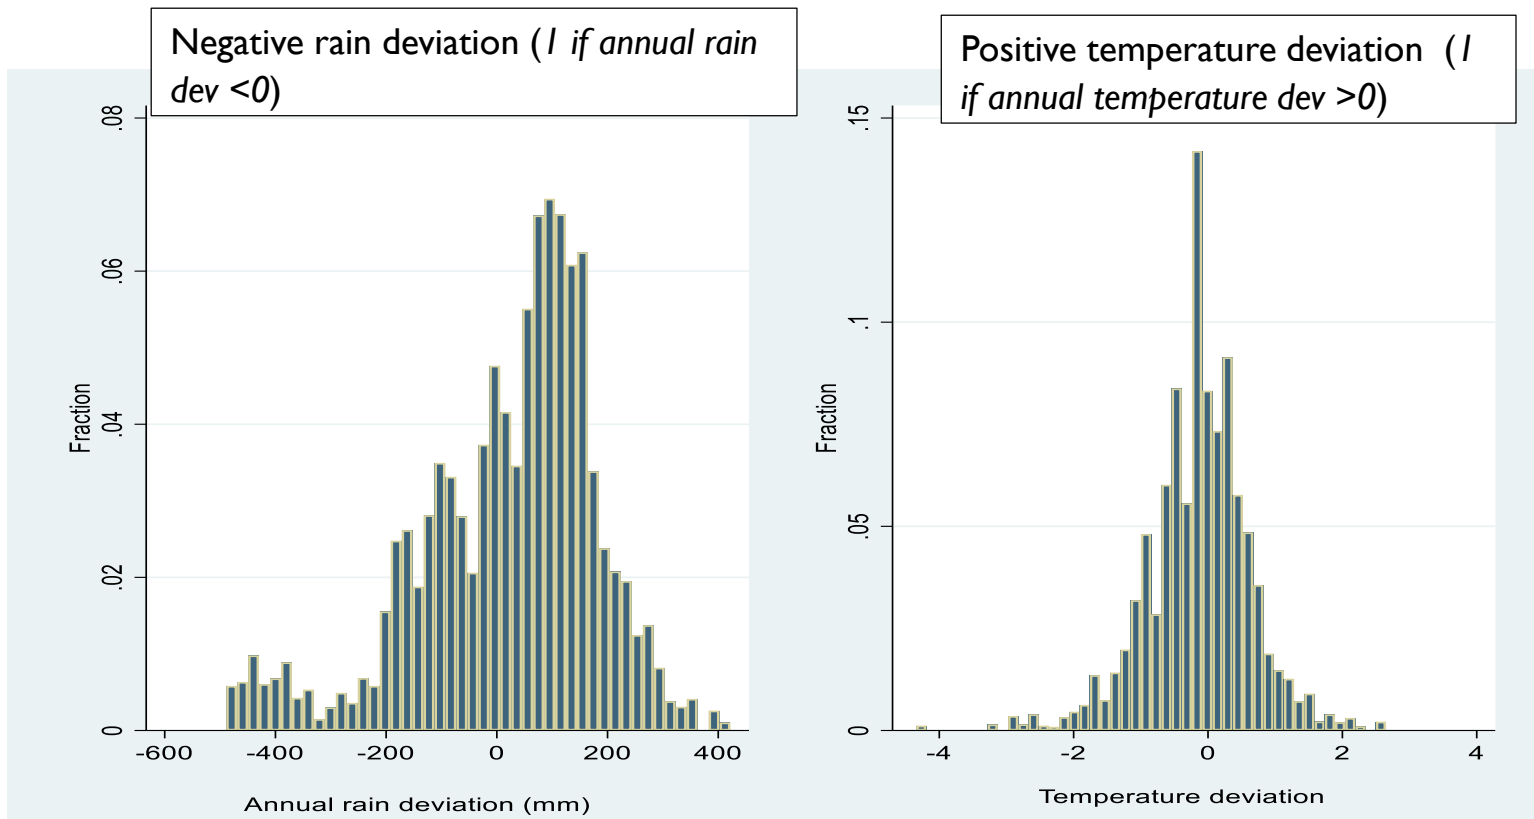 Negative rain deviation (1 if annual rain
dev <0)
Positive temperature deviation (1
if annual temperature dev >0)
.08
.06
.04
.02
0
Fraction
-600 -400 -200 0 200 400
Annual rain deviation (mm)
.15
.1
.05
0
Fraction
-4 -2 0 2 4
Temperature deviation